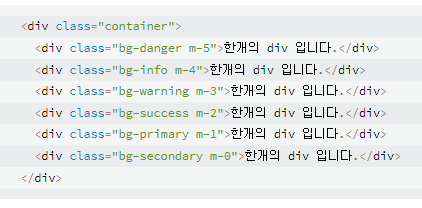 <div class="container">
  <div class="bg-danger m-5">한개의 div 입니다.</div>
  <div class="bg-info m-4">한개의 div 입니다.</div>
  <div class="bg-warning m-3">한개의 div 입니다.</div>
  <div class="bg-success m-2">한개의 div 입니다.</div>
  <div class="bg-primary m-1">한개의 div 입니다.</div>
  <div class="bg-secondary m-0">한개의 div 입니다.</div>
</div>